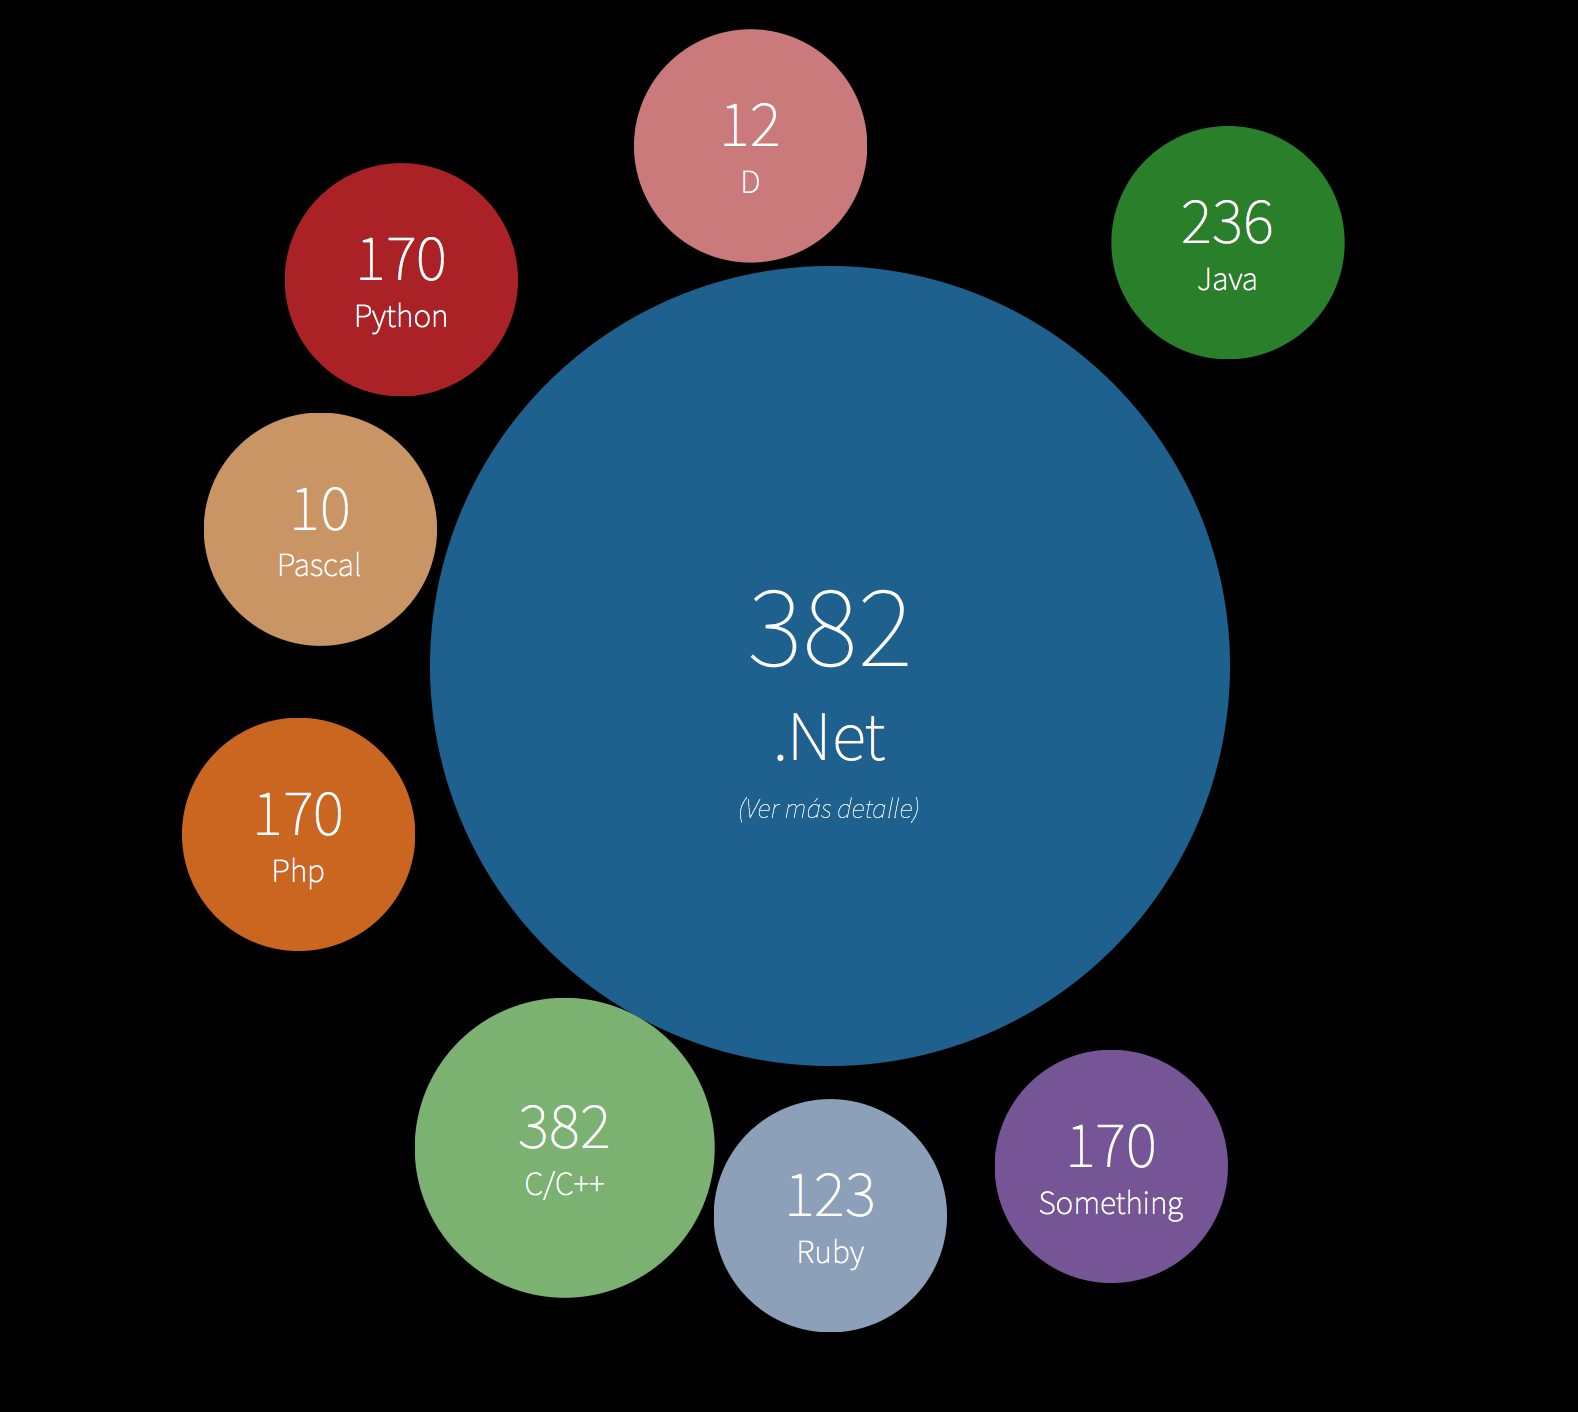 12
D
236
Java
170
Python
10
Pascal
382
.Net
(Ver más detalle)
170
Php
382
C/C++
123
Ruby
170
Something